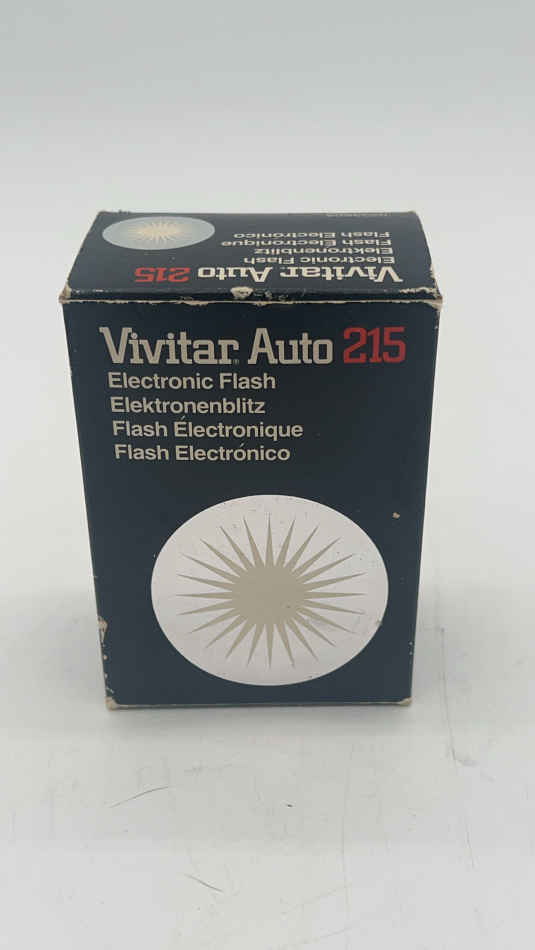 Vivitar Auto 215
Electronic Flash
Elektronenblitz
Flash Électronique
Flash Electrónico
Vivitar Auto 215
Electronic Flash
Elektronenblitz
Flash Électronique
Flash Electrónico